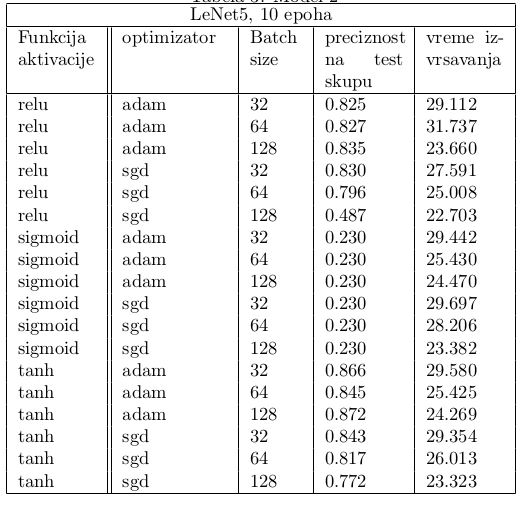 LeNet5, 10 epoha
Funkcija aktivacije optimizator Batch size preciznost na test skupu vreme iz-vrsavanja
relu adam 32 0.825 29.112
relu adam 64 0.827 31.737
relu adam 128 0.835 23.660
relu sgd 32 0.830 27.591
relu sgd 64 0.796 25.008
relu sgd 128 0.487 22.703
sigmoid adam 32 0.230 29.442
sigmoid adam 64 0.230 25.430
sigmoid adam 128 0.230 24.470
sigmoid sgd 32 0.230 29.697
sigmoid sgd 64 0.230 28.206
sigmoid sgd 128 0.230 23.382
tanh adam 32 0.866 29.580
tanh adam 64 0.845 25.425
tanh adam 128 0.872 24.269
tanh sgd 32 0.843 29.354
tanh sgd 64 0.817 26.013
tanh sgd 128 0.772 23.323